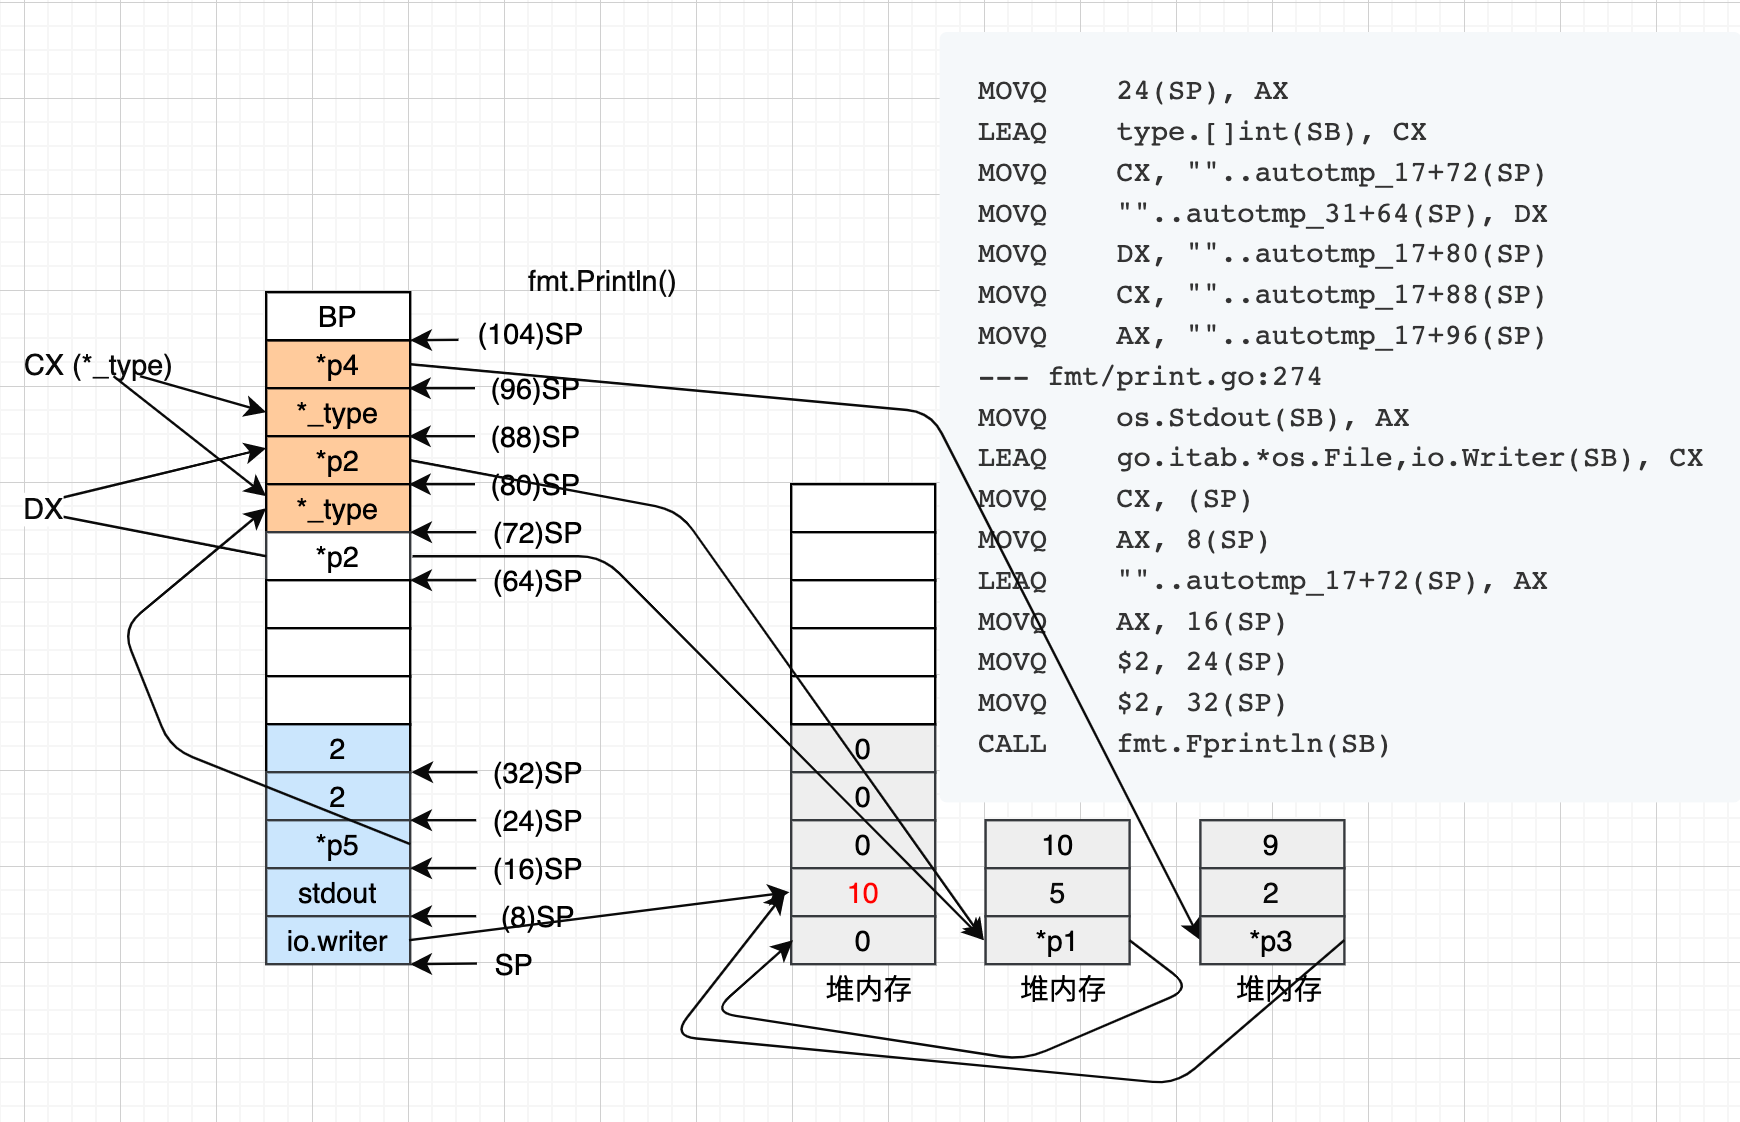 MOVQ 24(SP), AX
LEAQ type.[]int(SB), CX
MOVQ CX, ""..autotmp_17+72(SP)
MOVQ ""..autotmp_31+64(SP), DX
MOVQ DX, ""..autotmp_17+80(SP)
MOVQ CX, ""..autotmp_17+88(SP)
MOVQ AX, ""..autotmp_17+96(SP)
--- fmt/print.go:274
MOVQ os.Stdout(SB), AX
LEAQ go.itab.*os.File,io.Writer(SB), CX
MOVQ CX, (SP)
MOVQ AX, 8(SP)
LEAQ ""..autotmp_17+72(SP), AX
MOVQ AX, 16(SP)
MOVQ $2, 24(SP)
MOVQ $2, 32(SP)
CALL fmt.Fprintln(SB)
fmt.Println()
BP
(104)SP
CX (*_type)
*p4
(96)SP
*_type
(88)SP
*p2
(80)SP
DX
*_type
(72)SP
*p2
(64)SP
2
(32)SP
2
(24)SP
*p5
(16)SP
stdout
(8)SP
io.writer
SP
0
0
0
10
0
堆内存
10
5
*p1
堆内存
9
2
*p3
堆内存